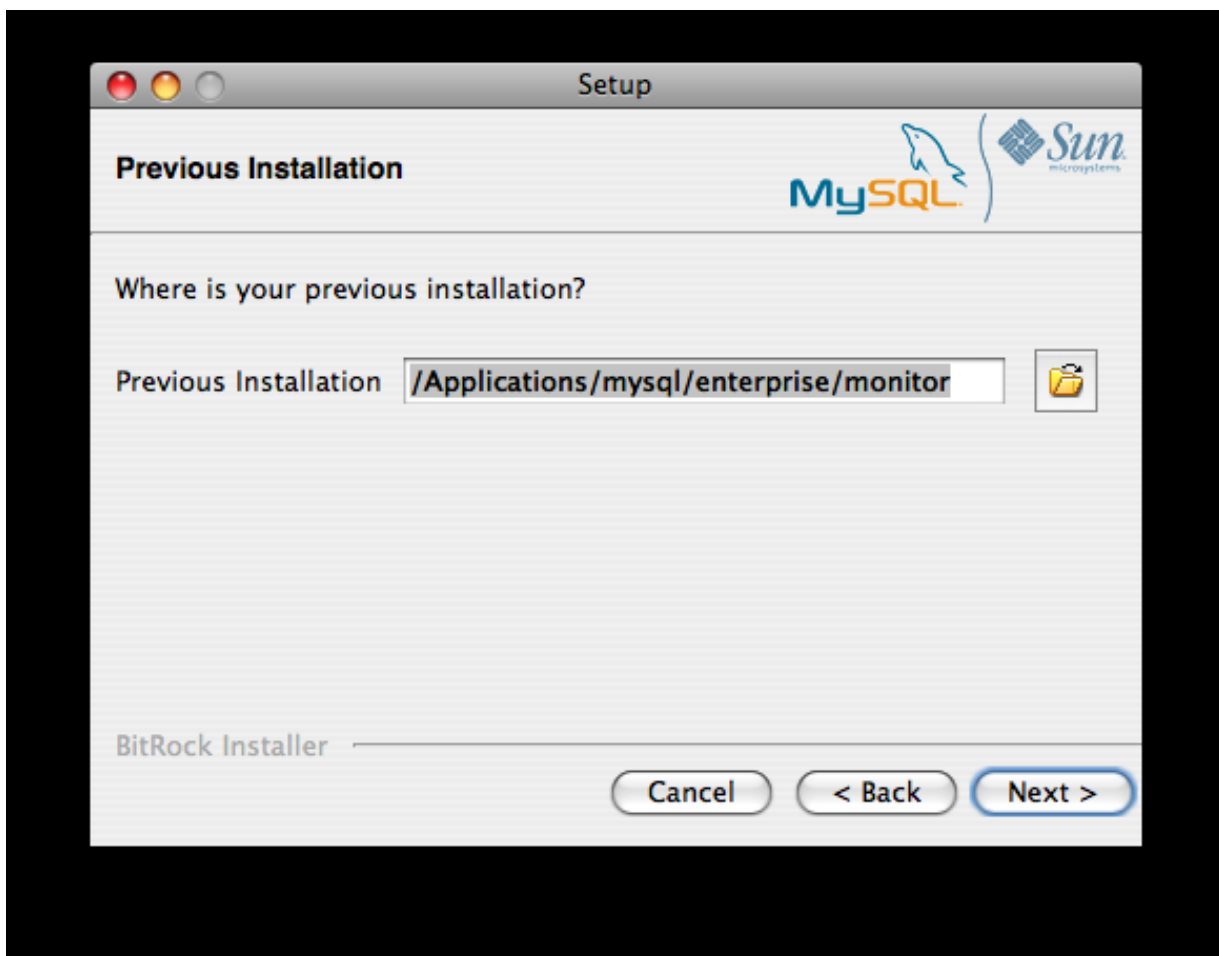 Setup
Previous Installation
MySQL
Sun
microsystems
Where is your previous installation?
Previous Installation /Applications/mysql/enterprise/monitor
BitRock Installer
Cancel < Back Next >